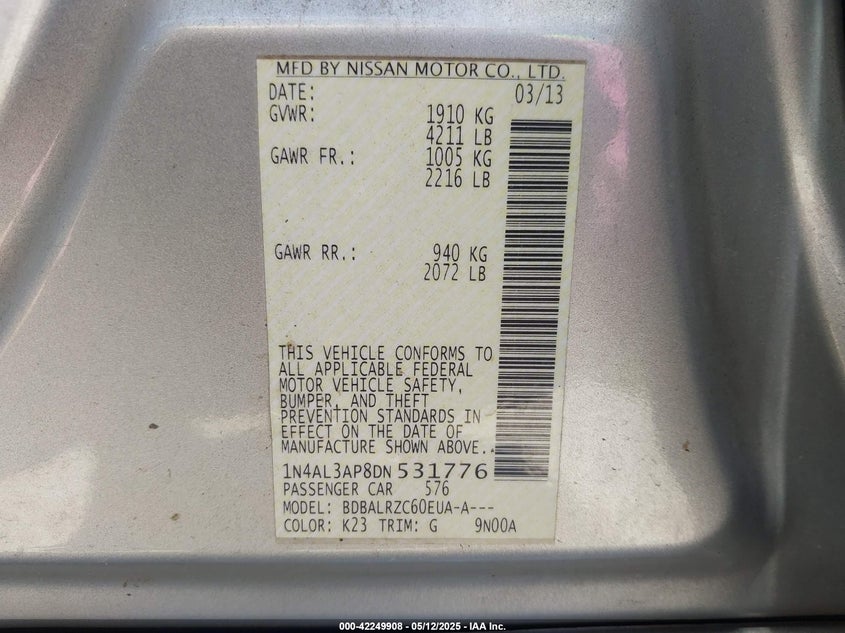 MFD BY NISSAN MOTOR CO., LTD.
DATE: 03/13
GVWR: 1910 KG
4211 LB
GAWR FR.: 1005 KG
2216 LB
GAWR RR.: 940 KG
2072 LB
THIS VEHICLE CONFORMS TO
ALL APPLICABLE FEDERAL
MOTOR VEHICLE SAFETY,
BUMPER, AND THEFT
PREVENTION STANDARDS IN
EFFECT ON THE DATE OF
MANUFACTURE SHOWN ABOVE.
1N4AL3AP8DN531776
PASSENGER CAR 576
MODEL: BDBALRZC60EUA-A---
COLOR: K23 TRIM: G 9N00A
000-42249908 - 05/12/2025 - IAA Inc.